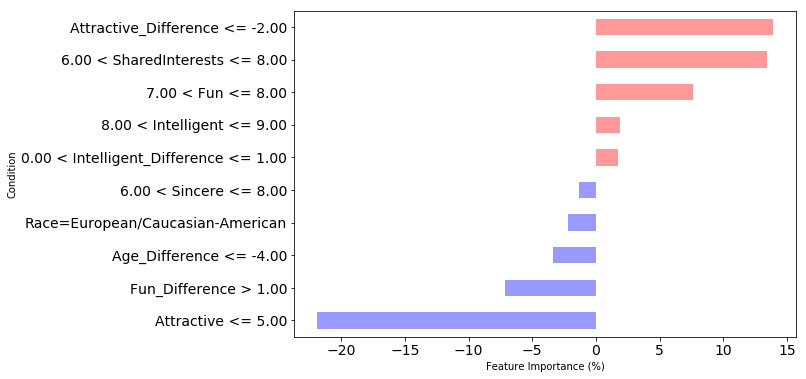 Attractive_Difference <= -2.00
6.00 < SharedInterests <= 8.00
7.00 < Fun <= 8.00
8.00 < Intelligent <= 9.00
0.00 < Intelligent_Difference <= 1.00
6.00 < Sincere <= 8.00
Race=European/Caucasian-American
Age_Difference <= -4.00
Fun_Difference > 1.00
Attractive <= 5.00
Condition
−20 −15 −10 −5 0 5 10 15
Feature Importance (%)